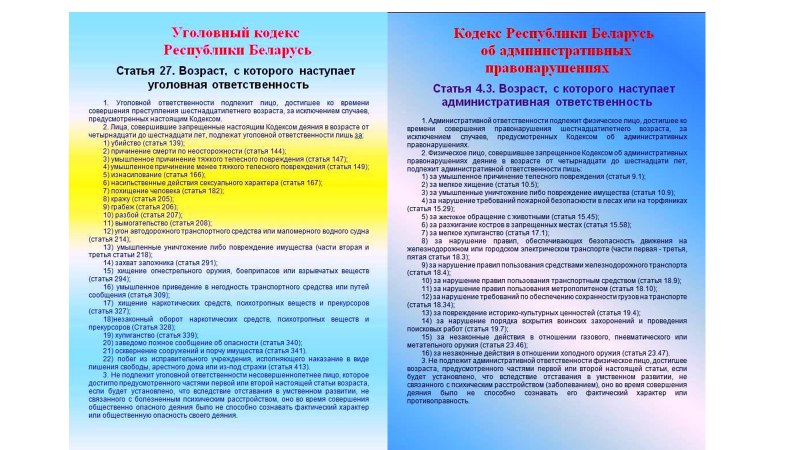 Уголовный кодекс
Республики Беларусь
Статья 27. Возраст, с которого наступает
уголовная ответственность
1. Уголовной ответственности подлежит лицо, достигшее ко времени
совершения преступления шестнадцатилетнего возраста, за исключением случаев,
предусмотренных настоящим Кодексом.
2. Лица, совершившие запрещенные настоящим Кодексом деяния в возрасте от
четырнадцати до шестнадцати лет, подлежат уголовной ответственности лишь за:
1) убийство (статья 139);
2) причинение смерти по неосторожности (статья 144);
3) умышленное причинение тяжкого телесного повреждения (статья 147);
4) умышленное причинение менее тяжкого телесного повреждения (статья 149);
5) изнасилование (статья 166);
6) насильственные действия сексуального характера (статья 167);
7) похищение человека (статья 182);
8) кражу (статья 205);
9) грабеж (статья 206);
10) разбой (статья 207);
11) вымогательство (статья 208);
12) угон автодорожного транспортного средства или маломерного водного судна
(статья 214);
13) умышленные уничтожение либо повреждение имущества (части вторая и
третья статьи 218);
14) захват заложника (статья 291);
15) хищение огнестрельного оружия, боеприпасов или взрывчатых веществ
(статья 294);
16) умышленное приведение в негодность транспортного средства или путей
сообщения (статья 309);
17) хищение наркотических средств, психотропных веществ и прекурсоров
(статья 327);
18)незаконный оборот наркотических средств, психотропных веществ и
прекурсоров (Статья 328);
19) хулиганство (статья 339);
20) заведомо ложное сообщение об опасности (статья 340);
21) осквернение сооружений и порчу имущества (статья 341).
22) побег из исправительного учреждения, исполняющего наказание в виде
лишения свободы, арестного дома или из-под страхи (статья 413).
3. Не подлежит уголовной ответственности несовершеннолетнее лицо, которое
достигло предусмотренного частями первой или второй настоящей статьи возраста,
если будет установлено, что вследствие отставания в умственном развитии, не
связанного с болезненным психическим расстройством, оно во время совершения
общественно опасного деяния было не способно сознавать фактический характер
или общественную опасность своего деяния.
Кодекс Республики Беларусь
об административных
правонарушениях
Статья 4.3. Возраст, с которого наступает
административная ответственность
1. Административной ответственности подлежит физическое лицо, достигшее ко
времени совершения правонарушения шестнадцатилетнего возраста, за
исключением случаев, предусмотренных Кодексом об административных
правонарушениях.
2. Физическое лицо, совершившее запрещенное Кодексом об административных
правонарушениях деяние в возрасте от четырнадцати до шестнадцати лет,
подлежит административной ответственности лишь:
1) за умышленное причинение телесного повреждения (статья 9.1);
2) за мелкое хищение (статья 10.5);
3) за умышленные уничтожение либо повреждение имущества (статья 10.9);
4) за нарушение требований пожарной безопасности в лесах или на торфяниках
(статья 15.29);
5) за жестокое обращение с животными (статья 15.45);
6) за разжигание костров в запрещенных местах (статья 15.58);
7) за мелкое хулиганство (статья 17.1);
8) за нарушение правил, обеспечивающих безопасность движения на
железнодорожном или городском электрическом транспорте (части первая - третья,
пятая статьи 18.3);
9) за нарушение правил пользования средствами железнодорожного транспорта
(статья 18.4);
10) за нарушение правил пользования транспортным средством (статья 18.9);
11) за нарушение правил пользования метрополитеном (статья 18.10);
12) за нарушение требований по обеспечению сохранности грузов на транспорте
(статья 18.34);
13) за повреждение историко-культурных ценностей (статья 19.4);
14) за нарушение порядка вскрытия воинских захоронений и проведения
поисковых работ (статья 19.7);
15) за незаконные действия в отношении газового, пневматического или
метательного оружия (статья 23.46);
16) за незаконные действия в отношении холодного оружия (статья 23.47).
3. Не подлежит административной ответственности физическое лицо, достигшее
возраста, предусмотренного частями первой или второй настоящей статьи, если
будет установлено, что вследствие отставания в умственном развитии, не
связанного с психическим расстройством (заболеванием), оно во время совершения
деяния было не способно сознавать его фактический характер или
противоправность.